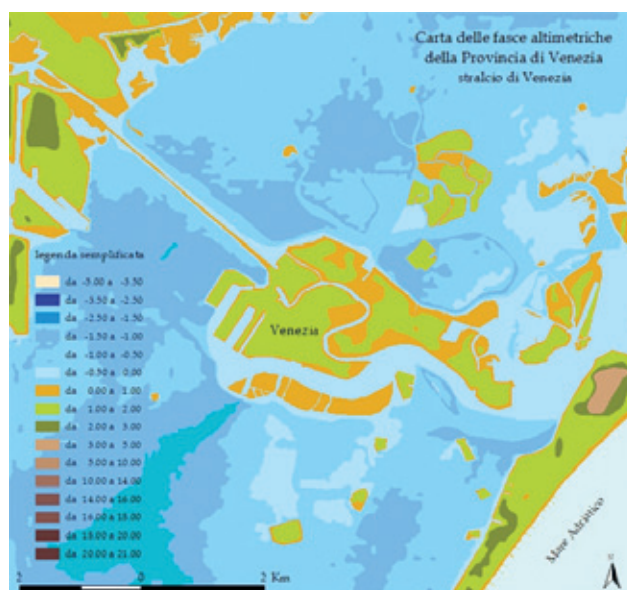 Carta delle fasce altimetriche
della Provincia di Venezia
stralcio di Venezia
legenda semplificata
da -5.00 a -3.50
da -3.50 a -2.50
da -2.50 a -1.50
da -1.50 a -1.00
da -1.00 a -0.50
da -0.50 a 0.00
da 0.00 a 1.00
da 1.00 a 2.00
da 2.00 a 3.00
da 3.00 a 5.00
da 5.00 a 10.00
da 10.00 a 14.00
da 14.00 a 16.00
da 16.00 a 18.00
da 18.00 a 20.00
da 20.00 a 21.00
Venezia
Mare Adriatico
2 0 2 Km